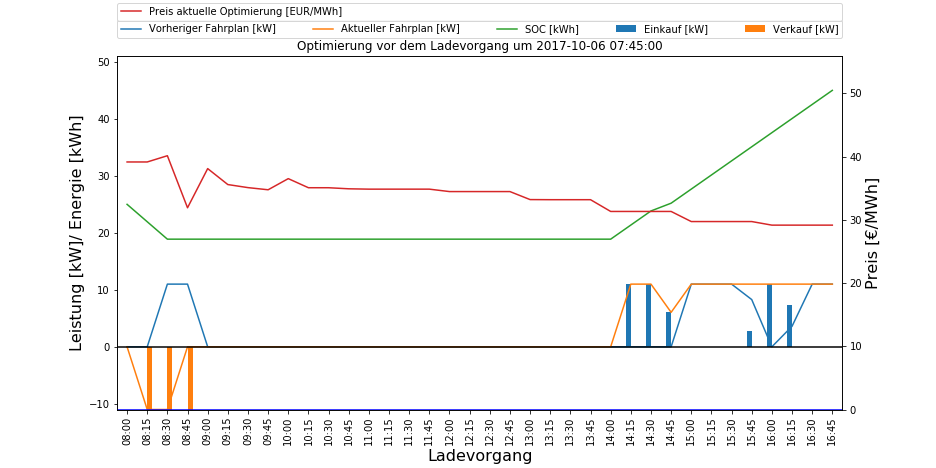 Preis aktuelle Optimierung [EUR/MWh]
Vorheriger Fahrplan [kW] Aktueller Fahrplan [kW] SOC [kWh] Einkauf [kW] Verkauf [kW]
Optimierung vor dem Ladevorgang um 2017-10-06 07:45:00
Leistung [kW]/ Energie [kWh]
50
40
30
20
10
0
−10
50
40
30
20
10
0
Preis [€/MWh]
08:00 08:15 08:30 08:45 09:00 09:15 09:30 09:45 10:00 10:15 10:30 10:45 11:00 11:15 11:30 11:45 12:00 12:15 12:30 12:45 13:00 13:15 13:30 13:45 14:00 14:15 14:30 14:45 15:00 15:15 15:30 15:45 16:00 16:15 16:30 16:45
Ladevorgang